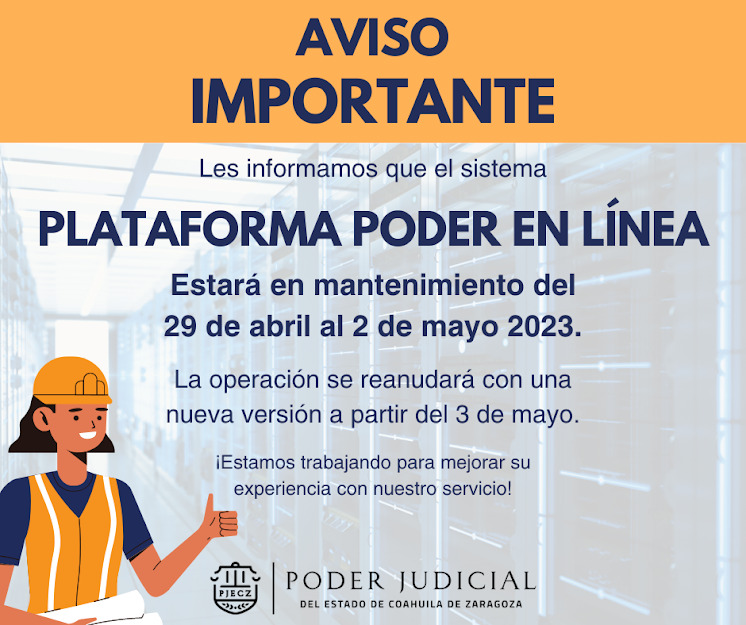 AVISO
IMPORTANTE
Les informamos que el sistema
PLATAFORMA PODER EN LÍNEA
Estará en mantenimiento del
29 de abril al 2 de mayo 2023.
La operación se reanudará con una
nueva versión a partir del 3 de mayo.
¡Estamos trabajando para mejorar su
experiencia con nuestro servicio!
PJECZ
PODER JUDICIAL
DEL ESTADO DE COAHUILA DE ZARAGOZA